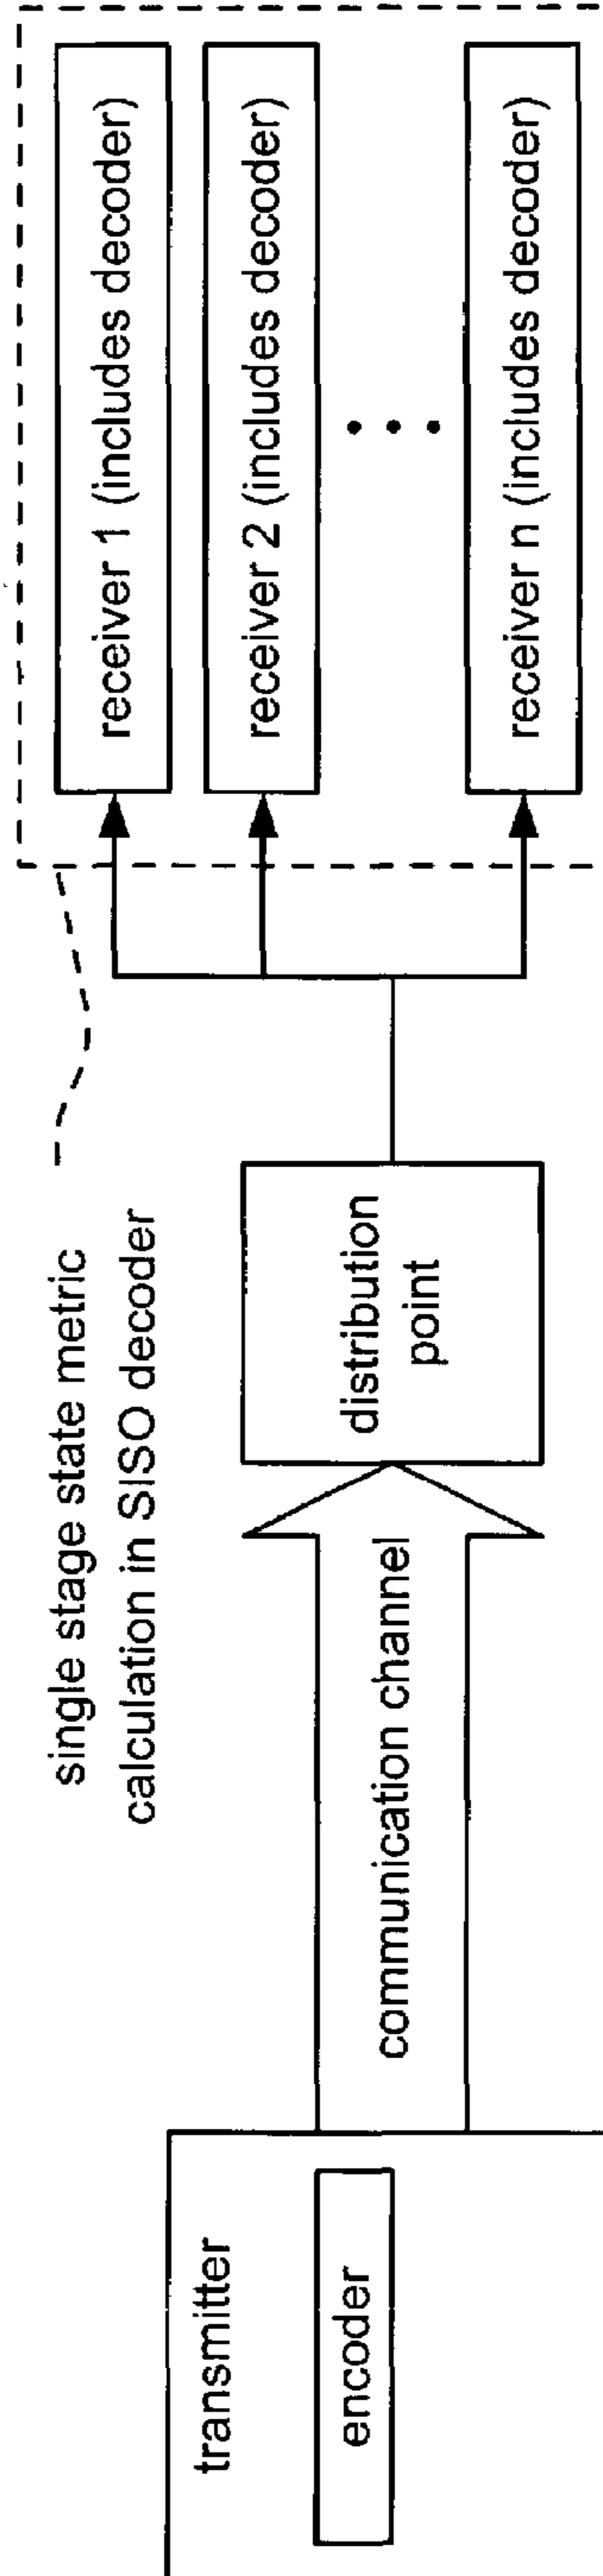 transmitter
encoder
communication channel
single stage state metric
calculation in SISO decoder
distribution
point
receiver 1 (includes decoder)
receiver 2 (includes decoder)
receiver n (includes decoder)